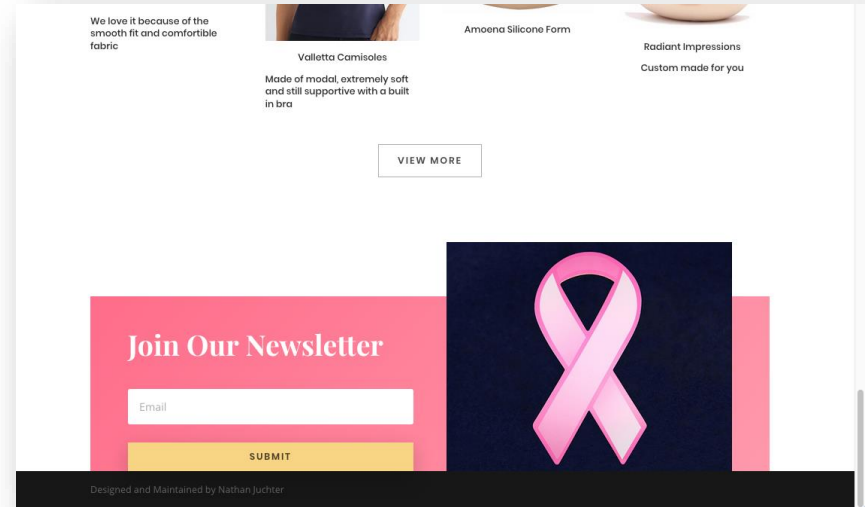 We love it because of the
smooth fit and comfortable
fabric
Valletta Camisoles
Made of modal, extremely soft
and still supportive with a built
in bra
Amoena Silicone Form
Radiant Impressions
Custom made for you
VIEW MORE
Join Our Newsletter
Email
SUBMIT
Designed and Maintained by Nathan Juchter